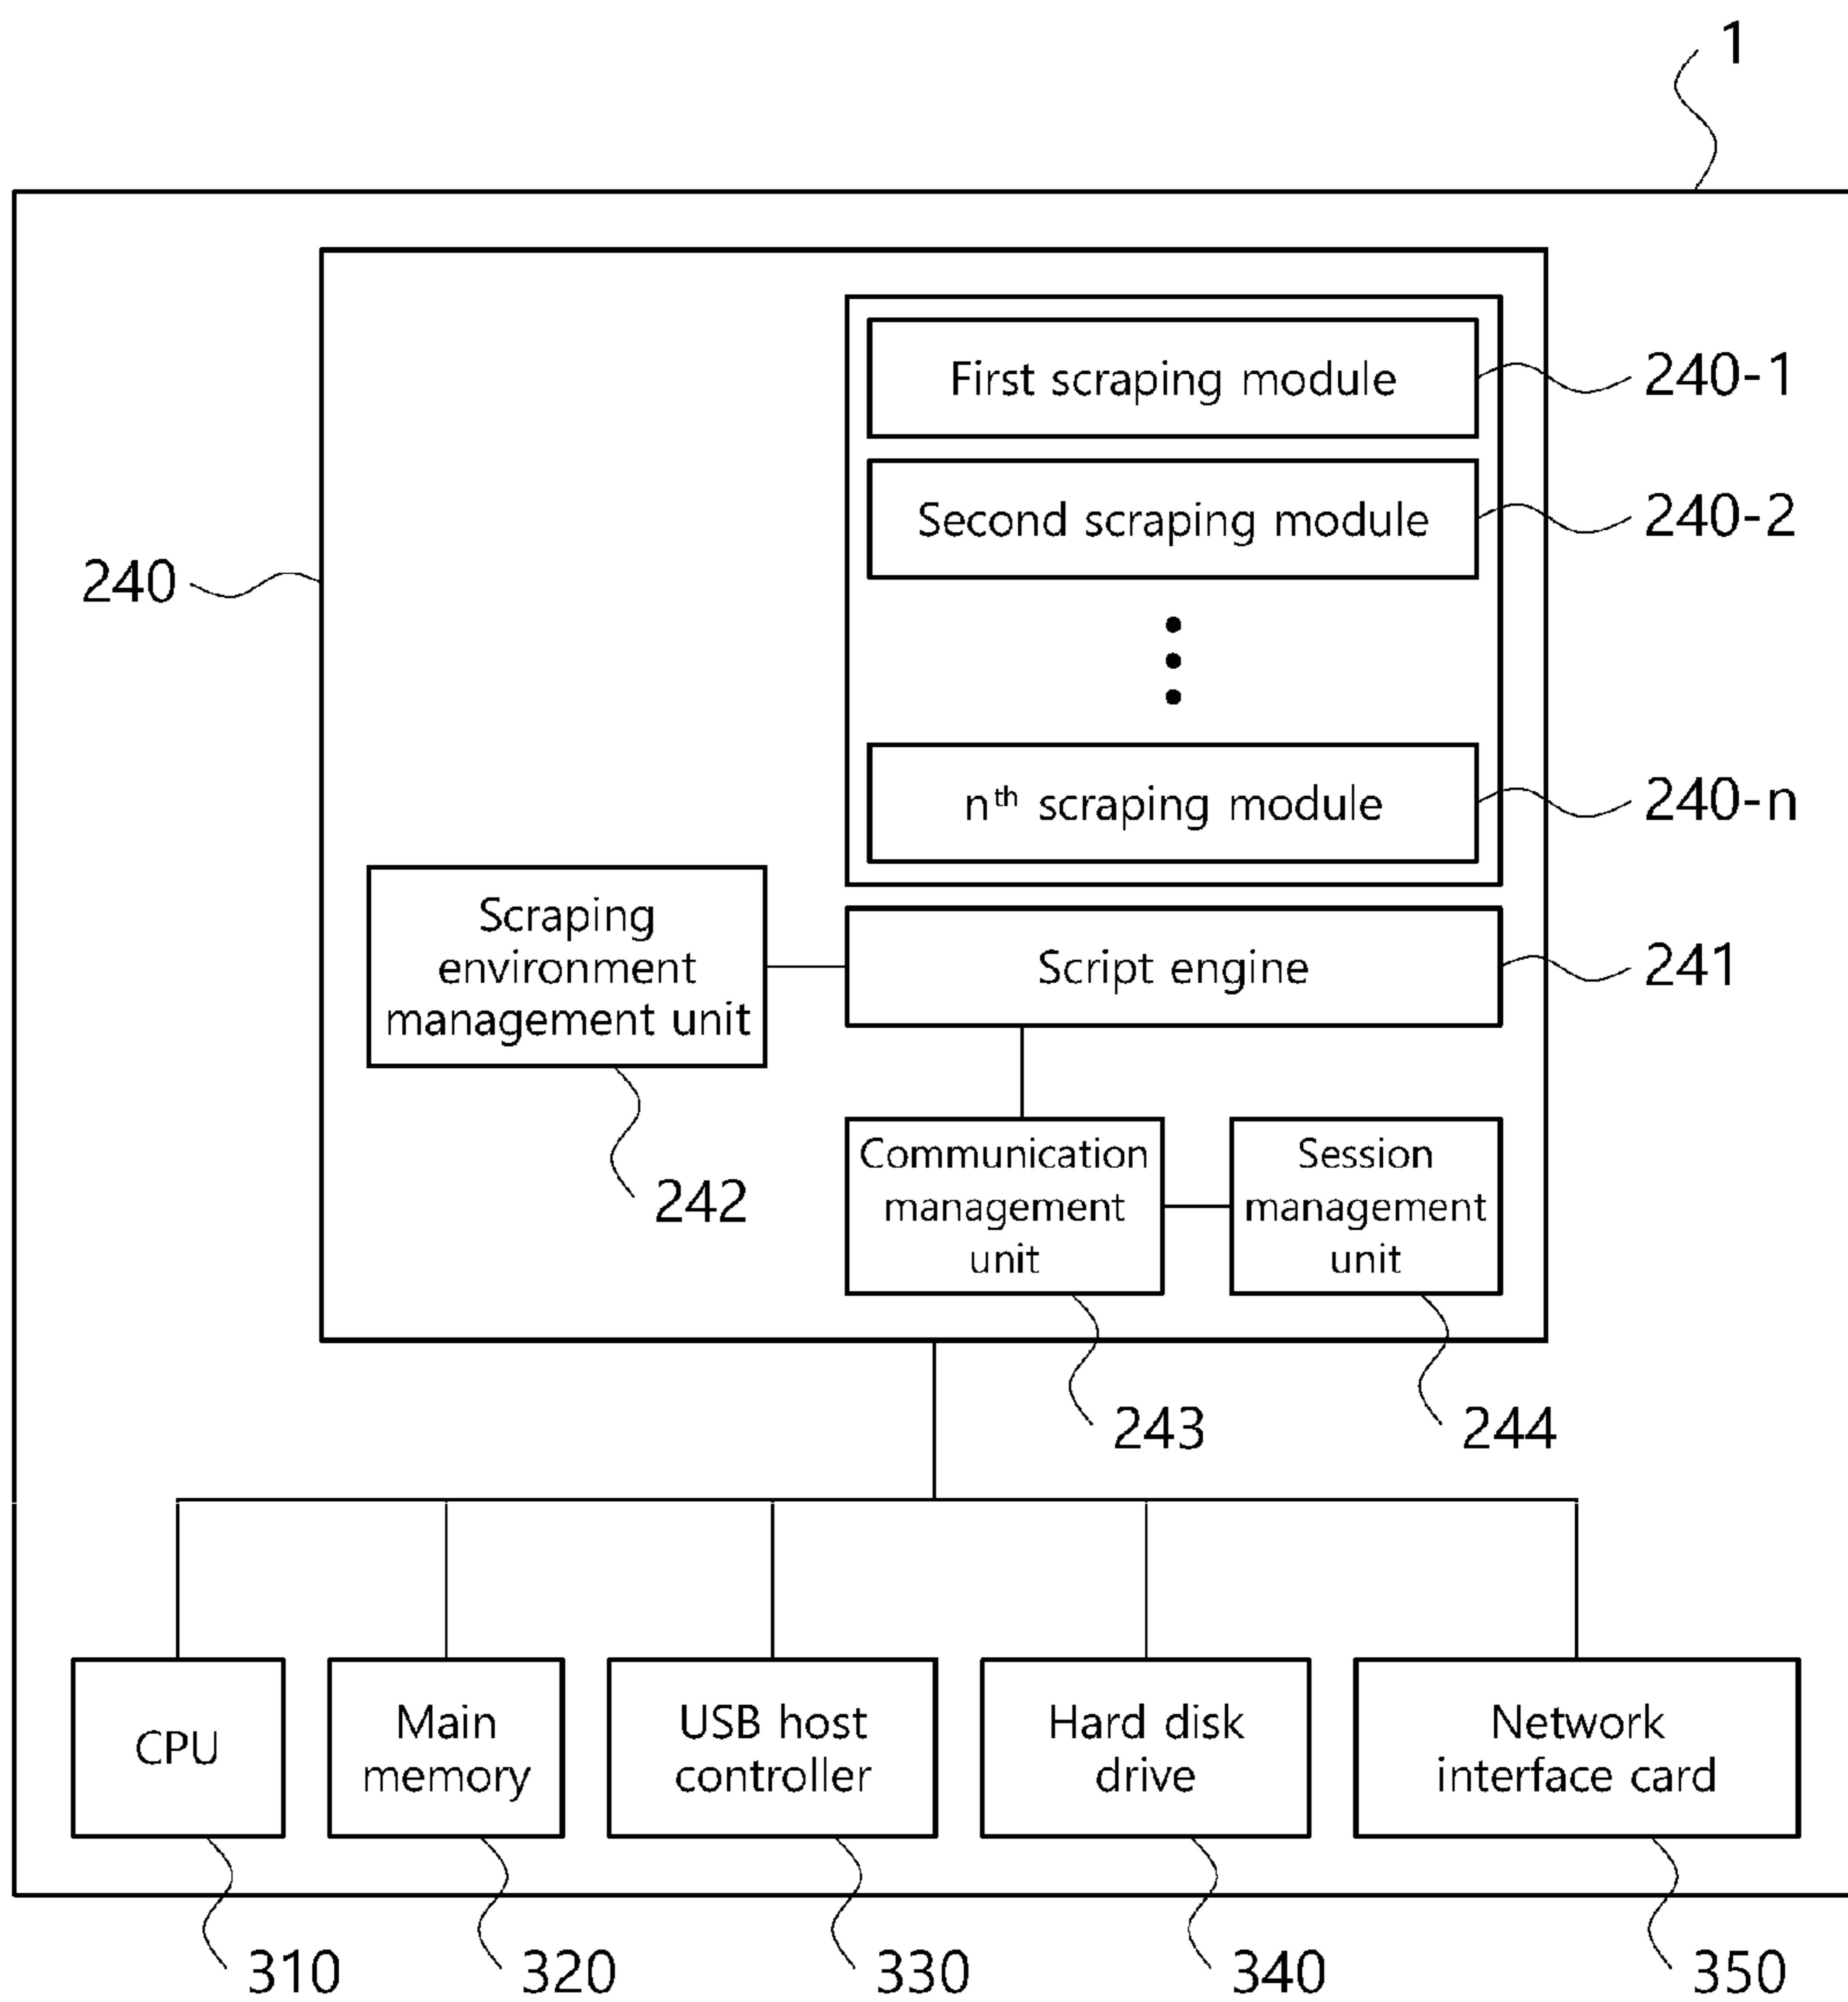 1
First scraping module
240-1
Second scraping module
240-2
240
nth scraping module
240-n
Scraping
environment
management unit
Script engine
241
242
Communication
management
unit
Session
management
unit
243
244
CPU
Main
memory
USB host
controller
Hard disk
drive
Network
interface card
310
320
330
340
350